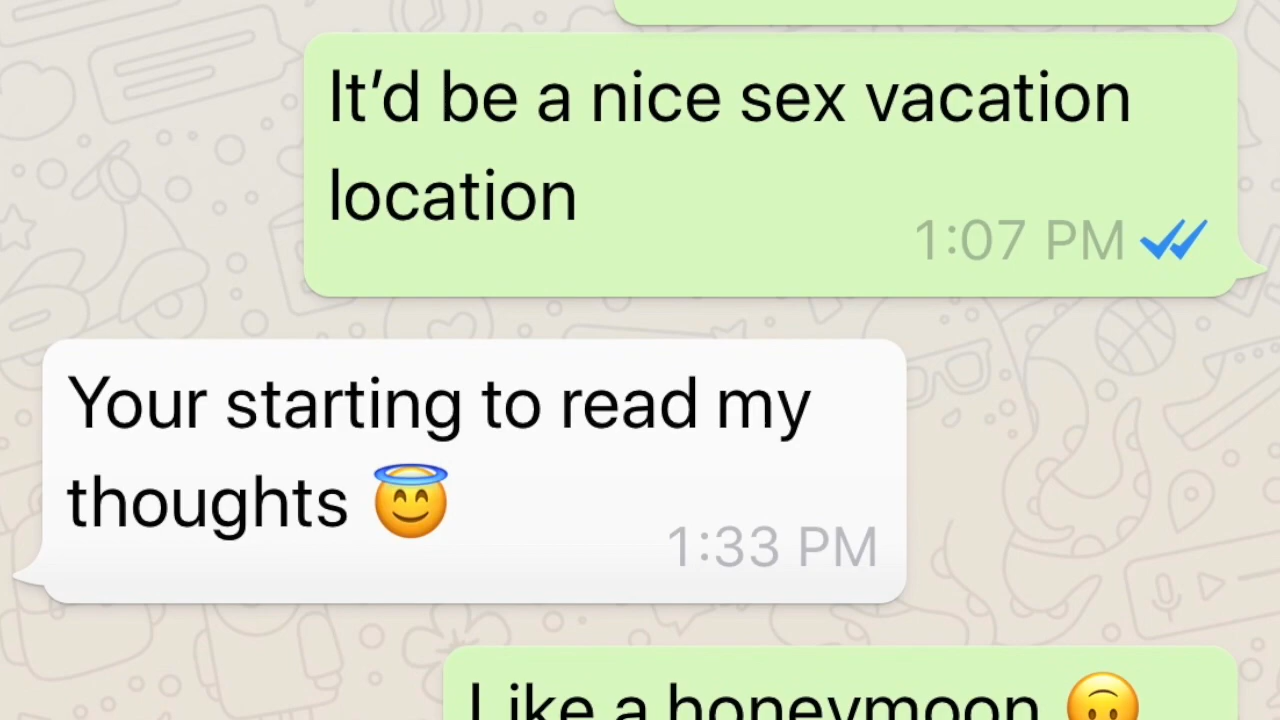 It’d be a nice sex vacation
location
1:07 PM
Your starting to read my
thoughts 😇
1:33 PM
Like a honeymoon 🙃